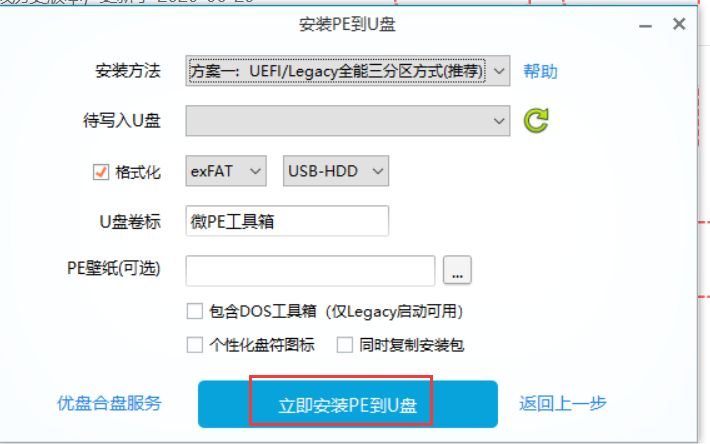 安装PE到U盘
安装方法 方案一：UEFI/Legacy全能三分区方式(推荐) 帮助
待写入U盘
格式化 exFAT USB-HDD
U盘卷标 微PE工具箱
PE壁纸(可选) ...
包含DOS工具箱（仅Legacy启动可用）
个性化盘符图标 同时复制安装包
优盘合盘服务 立即安装PE到U盘 返回上一步